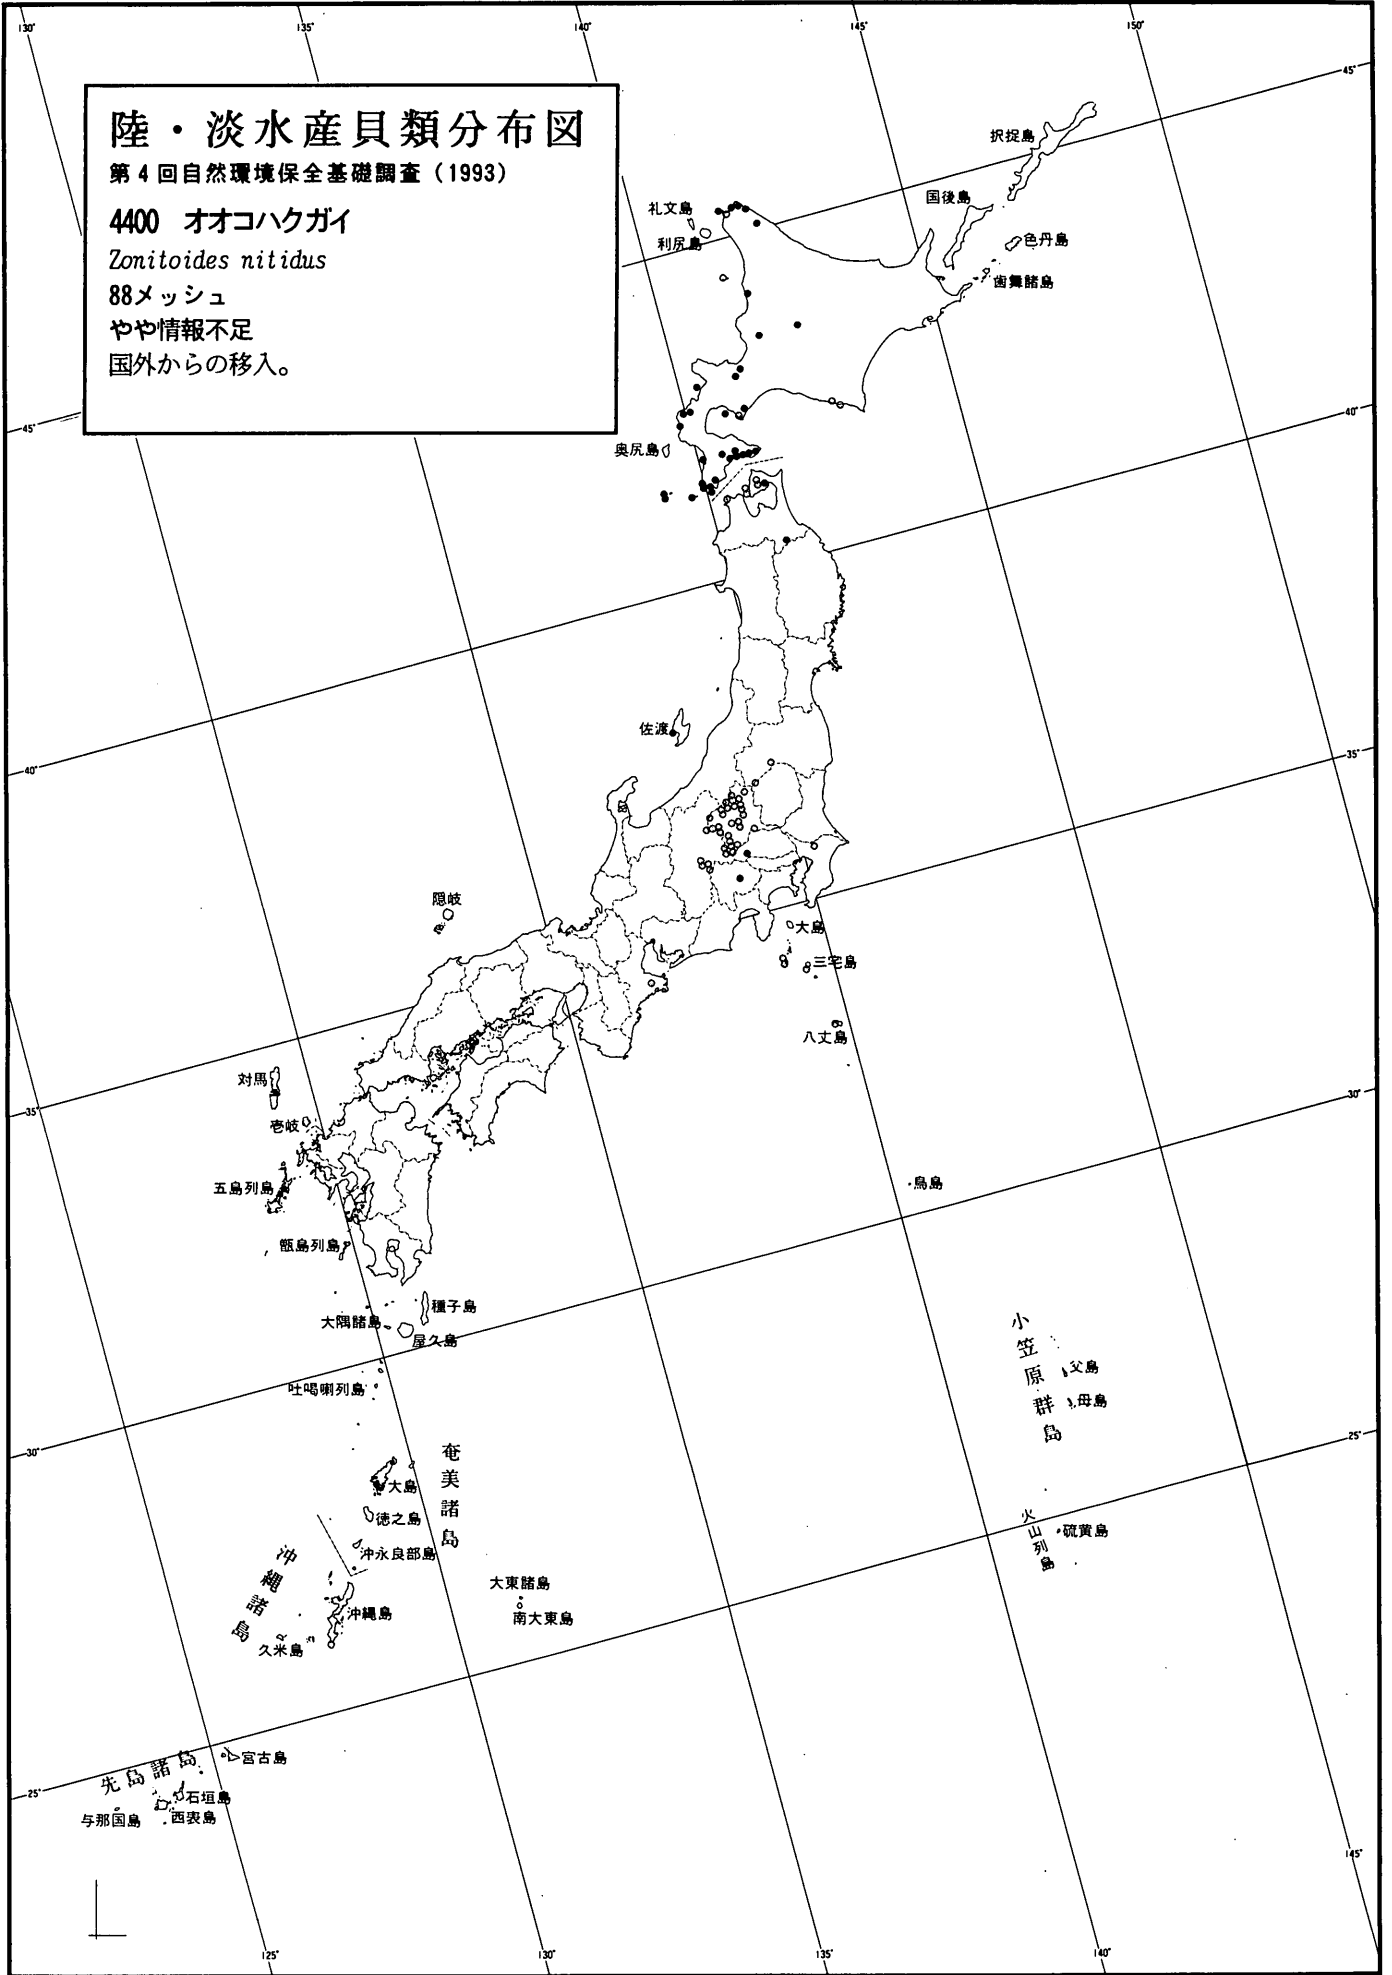 130°
135°
140°
145°
150°
45°
陸・淡水産貝類分布図
第4回自然環境保全基礎調査（1993）
4400 オオコハクガイ
Zonitoides nitidus
88メッシュ
やや情報不足
国外からの移入。
択捉島
国後島
色丹島
歯舞諸島
礼文島
利尻島
45°
40°
奥尻島
佐渡
40°
35°
隠岐
大島
三宅島
八丈島
対馬
35°
壱岐
30°
五島列島
鳥島
甑島列島
種子島
大隅諸島
屋久島
吐喝喇列島
小笠原群島
父島
母島
30°
25°
奄美諸島
大島
徳之島
沖永良部島
火山列島
硫黄島
沖縄諸島
沖縄島
久米島
大東諸島
南大東島
先島諸島
宮古島
25°
石垣島
与那国島
西表島
145°
125°
130°
135°
140°